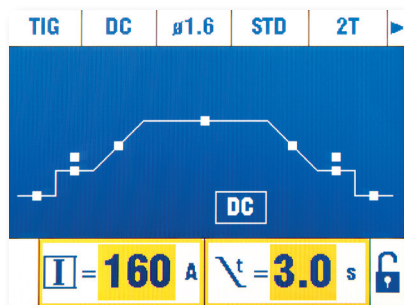 TIG DC ø1.6 STD 2T
DC
I = 160 A t = 3.0 s